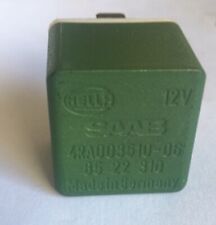 HELLA 12V
SAAB
4RA003510-06
85 22 310
Made in Germany